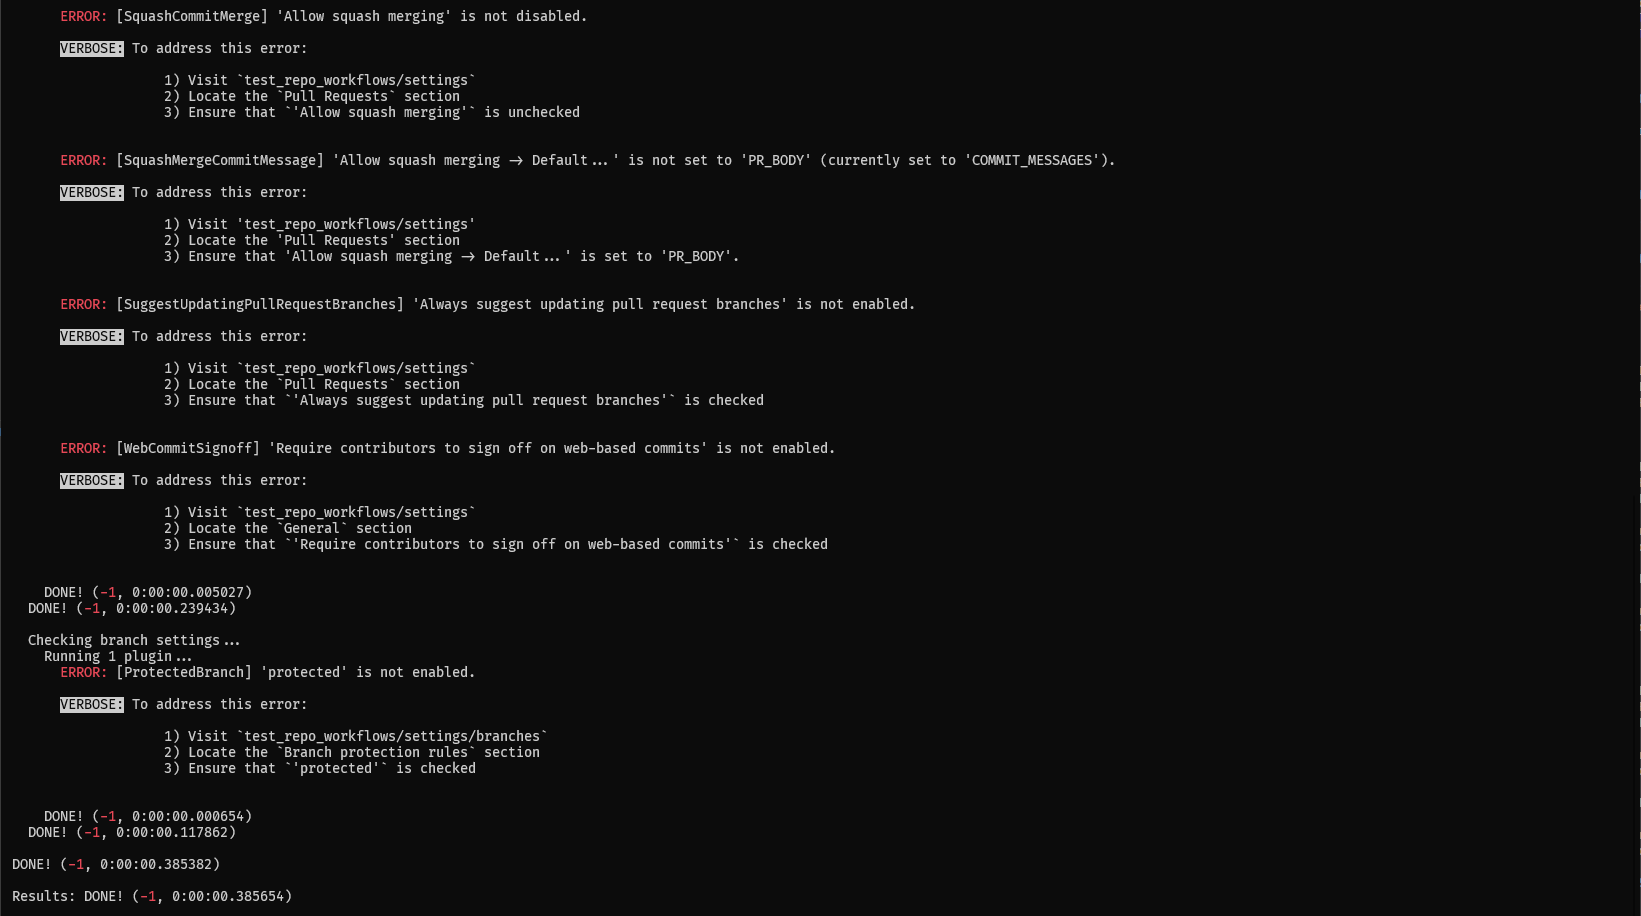 ERROR: [SquashCommitMerge] 'Allow squash merging' is not disabled.
VERBOSE: To address this error:
1) Visit `test_repo_workflows/settings`
2) Locate the `Pull Requests` section
3) Ensure that `'Allow squash merging'` is unchecked
ERROR: [SquashMergeCommitMessage] 'Allow squash merging -> Default...' is not set to 'PR_BODY' (currently set to 'COMMIT_MESSAGES').
VERBOSE: To address this error:
1) Visit 'test_repo_workflows/settings'
2) Locate the 'Pull Requests' section
3) Ensure that 'Allow squash merging -> Default...' is set to 'PR_BODY'.
ERROR: [SuggestUpdatingPullRequestBranches] 'Always suggest updating pull request branches' is not enabled.
VERBOSE: To address this error:
1) Visit `test_repo_workflows/settings`
2) Locate the `Pull Requests` section
3) Ensure that `'Always suggest updating pull request branches'` is checked
ERROR: [WebCommitSignoff] 'Require contributors to sign off on web-based commits' is not enabled.
VERBOSE: To address this error:
1) Visit `test_repo_workflows/settings`
2) Locate the `General` section
3) Ensure that `'Require contributors to sign off on web-based commits'` is checked
DONE! (-1, 0:00:00.005027)
DONE! (-1, 0:00:00.239434)
Checking branch settings...
Running 1 plugin...
ERROR: [ProtectedBranch] 'protected' is not enabled.
VERBOSE: To address this error:
1) Visit `test_repo_workflows/settings/branches`
2) Locate the `Branch protection rules` section
3) Ensure that `'protected'` is checked
DONE! (-1, 0:00:00.000654)
DONE! (-1, 0:00:00.117862)
DONE! (-1, 0:00:00.385382)
Results: DONE! (-1, 0:00:00.385654)